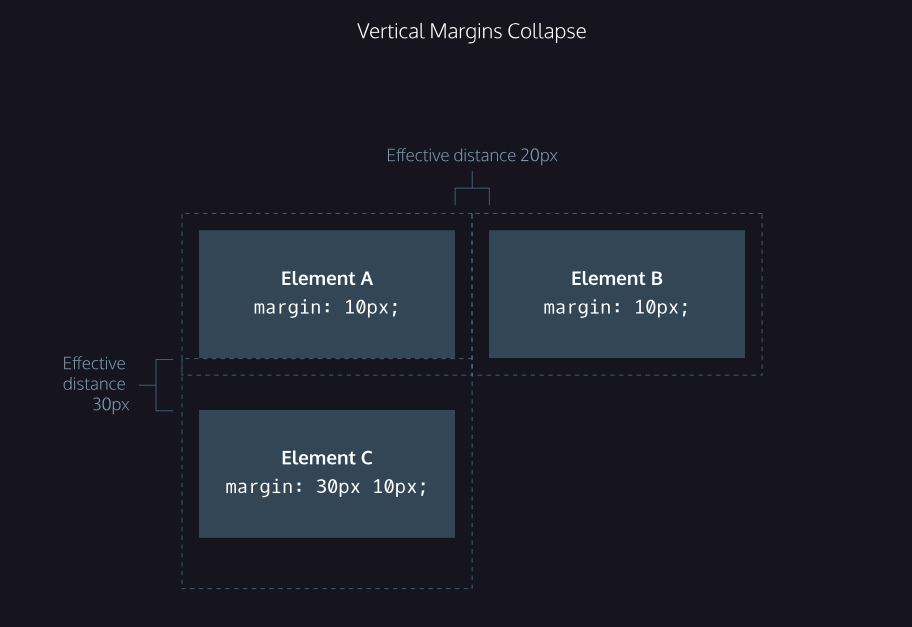 Vertical Margins Collapse
Effective distance 20px
Element A
margin: 10px;
Element B
margin: 10px;
Effective
distance
30px
Element C
margin: 30px 10px;